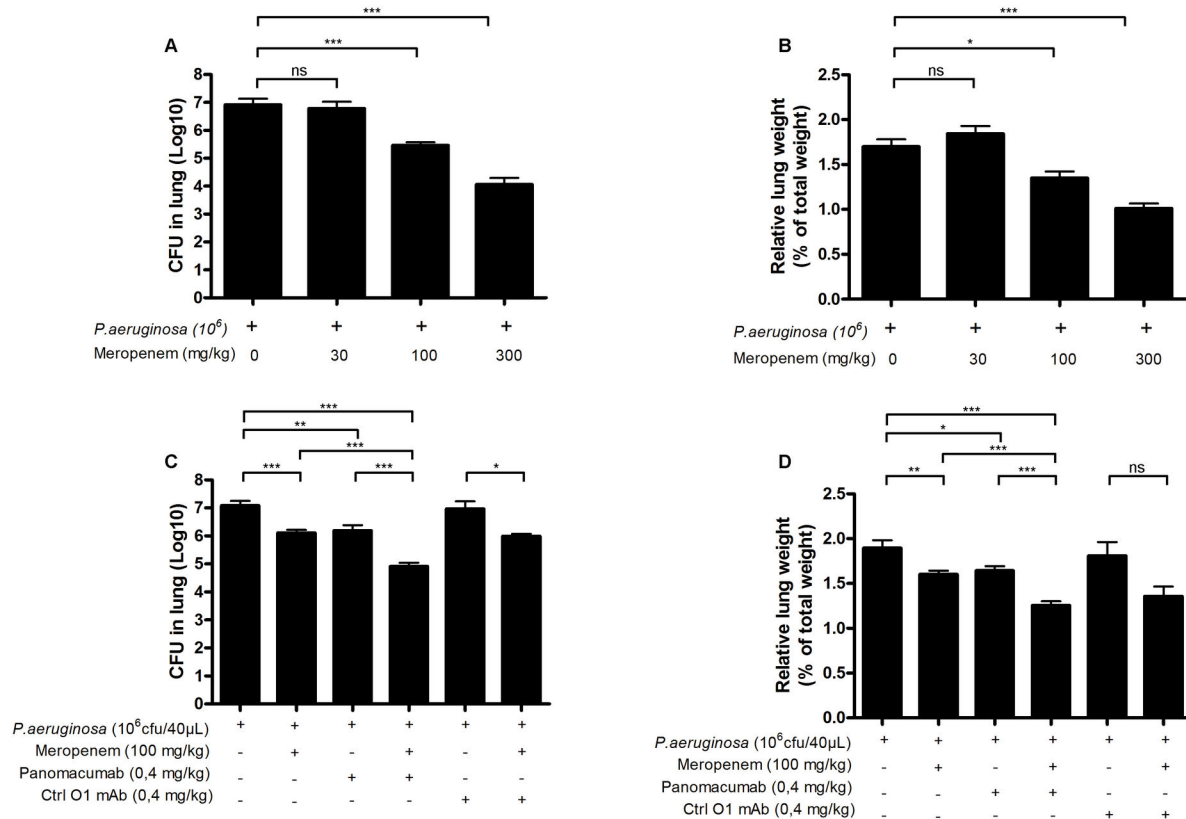 A
***
***
ns
CFU in lung (Log10)
8
7
6
5
4
3
2
1
0
P.aeruginosa (10⁶) + + + +
Meropenem (mg/kg) 0 30 100 300
B
***
*
ns
Relative lung weight
(% of total weight)
2.5
2.0
1.5
1.0
0.5
0.0
P.aeruginosa (10⁶) + + + +
Meropenem (mg/kg) 0 30 100 300
C
***
**
***
*** *** *
CFU in lung (Log10)
8
7
6
5
4
3
2
1
0
P.aeruginosa (10⁶cfu/40µL) + + + + + +
Meropenem (100 mg/kg) - + - + - +
Panomacumab (0,4 mg/kg) - - + + - -
Ctrl O1 mAb (0,4 mg/kg) - - - - + +
D
***
*
***
** *** ns
Relative lung weight
(% of total weight)
2.5
2.0
1.5
1.0
0.5
0.0
P.aeruginosa (10⁶cfu/40µL) + + + + + +
Meropenem (100 mg/kg) - + - + - +
Panomacumab (0,4 mg/kg) - - + + - -
Ctrl O1 mAb (0,4 mg/kg) - - - - + +